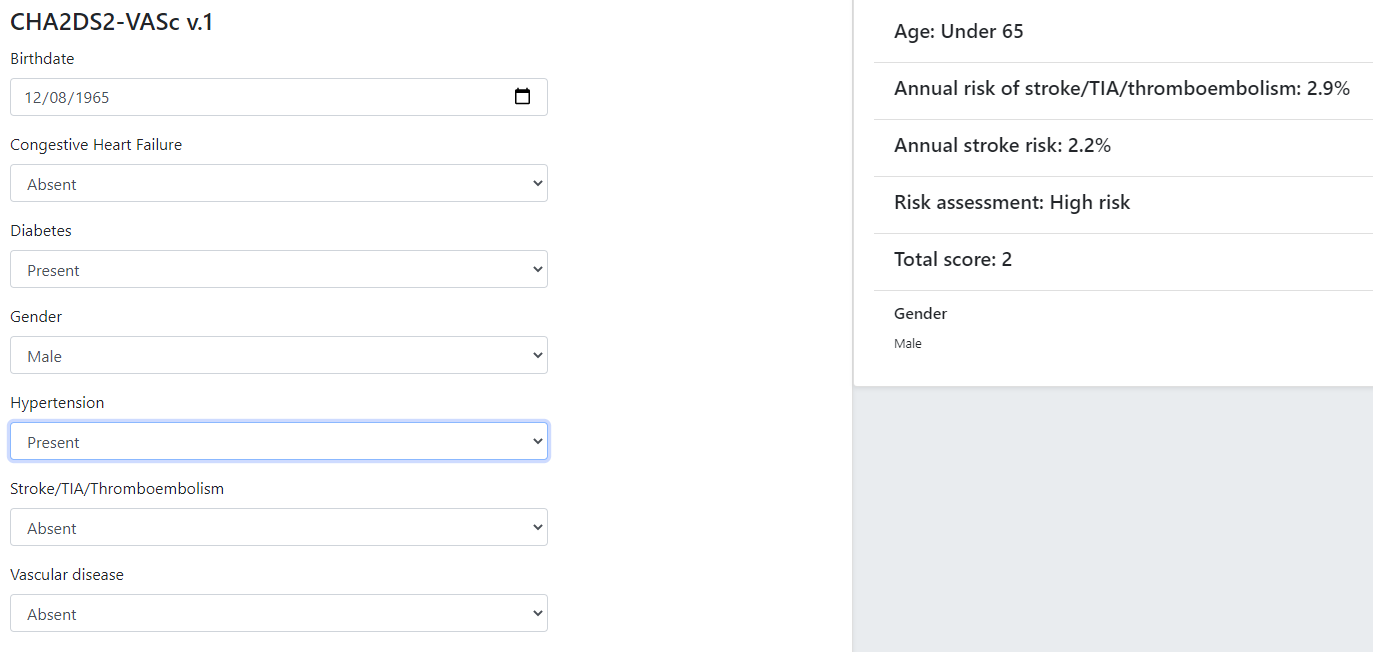 CHA2DS2-VASc v.1
Birthdate
12/08/1965
Congestive Heart Failure
Absent
Diabetes
Present
Gender
Male
Hypertension
Present
Stroke/TIA/Thromboembolism
Absent
Vascular disease
Absent
Age: Under 65
Annual risk of stroke/TIA/thromboembolism: 2.9%
Annual stroke risk: 2.2%
Risk assessment: High risk
Total score: 2
Gender
Male